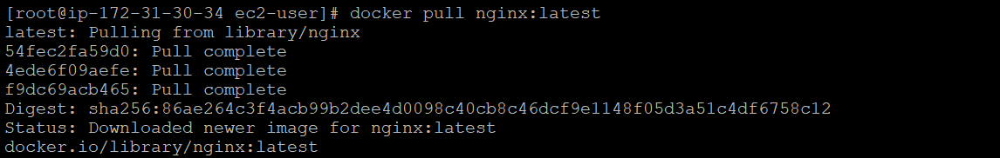 [root@ip-172-31-30-34 ec2-user]# docker pull nginx:latest
latest: Pulling from library/nginx
54fec2fa59d0: Pull complete
4ede6f09aefe: Pull complete
f9dc69acb465: Pull complete
Digest: sha256:86ae264c3f4acb99b2dee4d0098c40cb8c46dcf9e1148f05d3a51c4df6758c12
Status: Downloaded newer image for nginx:latest
docker.io/library/nginx:latest